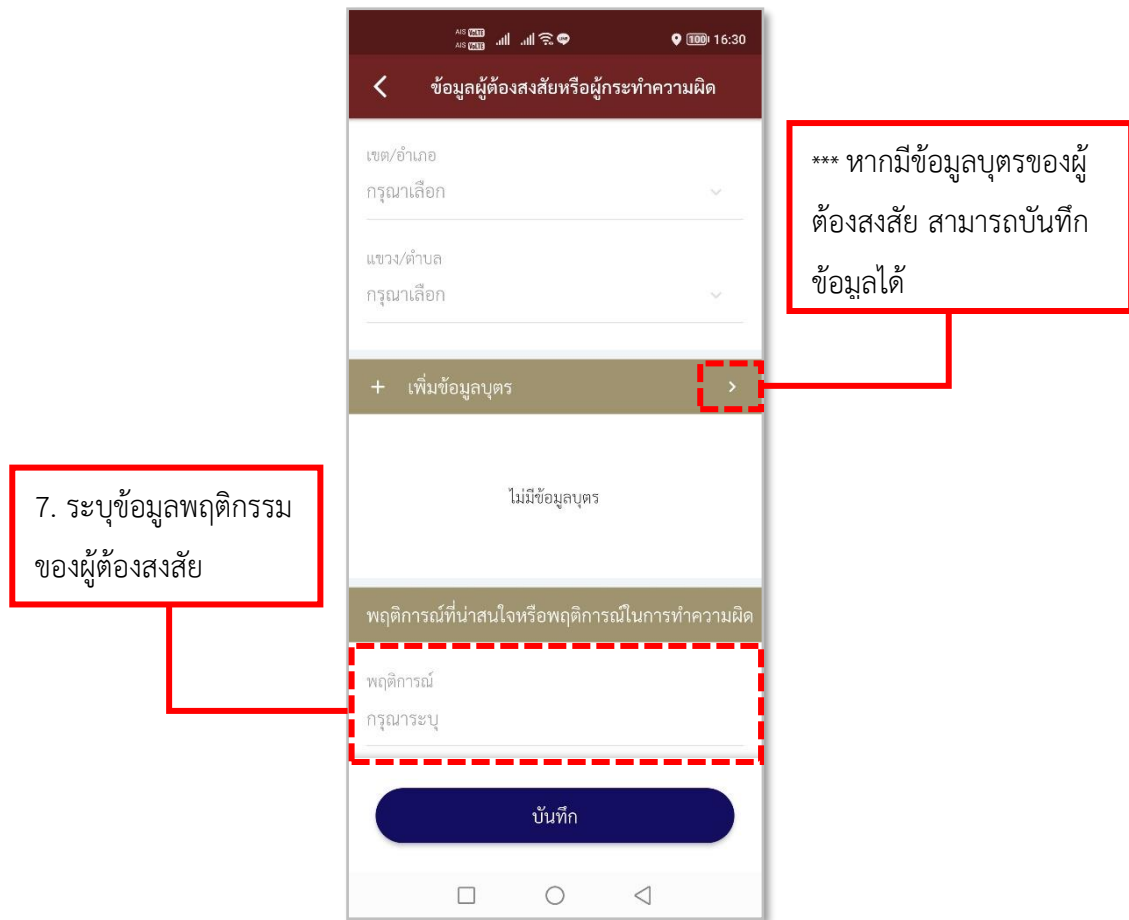 AIS VoLTE
AIS VoLTE
100 16:30
ข้อมูลผู้ต้องสงสัยหรือผู้กระทำความผิด
เขต/อำเภอ
กรุณาเลือก
แขวง/ตำบล
กรุณาเลือก
+ เพิ่มข้อมูลบุตร
ไม่มีข้อมูลบุตร
พฤติการณ์ที่น่าสนใจหรือพฤติการณ์ในการทำความผิด
พฤติการณ์
กรุณาระบุ
บันทึก
*** หากมีข้อมูลบุตรของผู้
ต้องสงสัย สามารถบันทึก
ข้อมูลได้
7. ระบุข้อมูลพฤติกรรม
ของผู้ต้องสงสัย